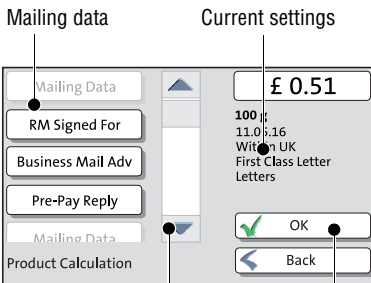 Mailing data
Current settings
Mailing Data
£ 0.51
RM Signed For
100 g
11.05.16
Within UK
Business Mail Adv
First Class Letter
Letters
Pre-Pay Reply
Mailing Data
OK
Product Calculation
Back